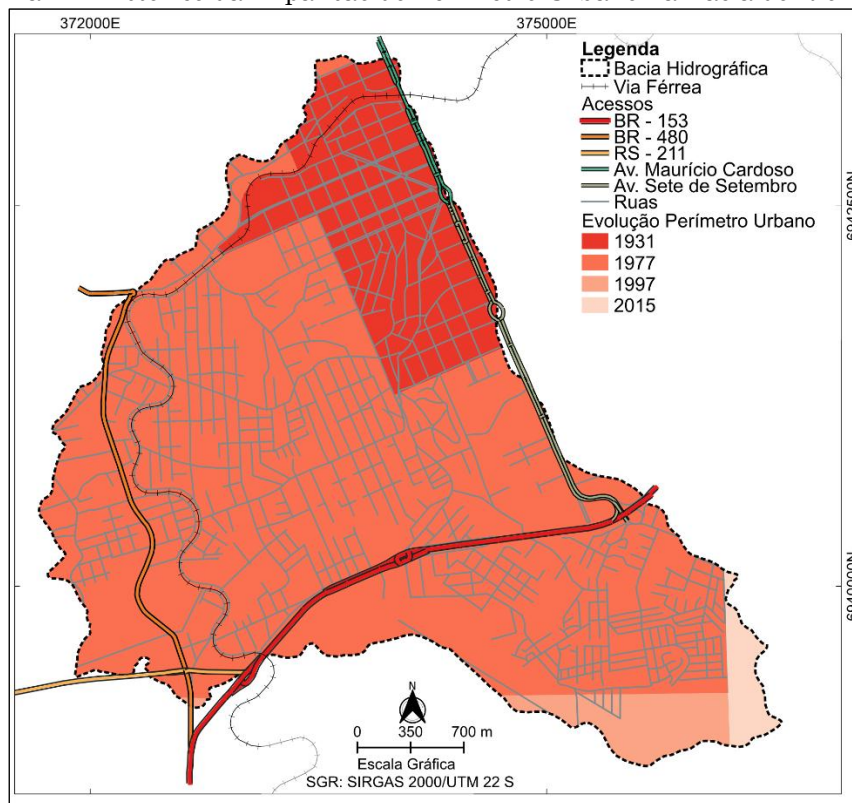 372000E
375000E
Legenda
Bacia Hidrográfica
Via Férrea
Acessos
BR - 153
BR - 480
RS - 211
Av. Maurício Cardoso
Av. Sete de Setembro
Ruas
Evolução Perímetro Urbano
1931
1977
1997
2015
N
0 350 700 m
Escala Gráfica
SGR: SIRGAS 2000/UTM 22 S